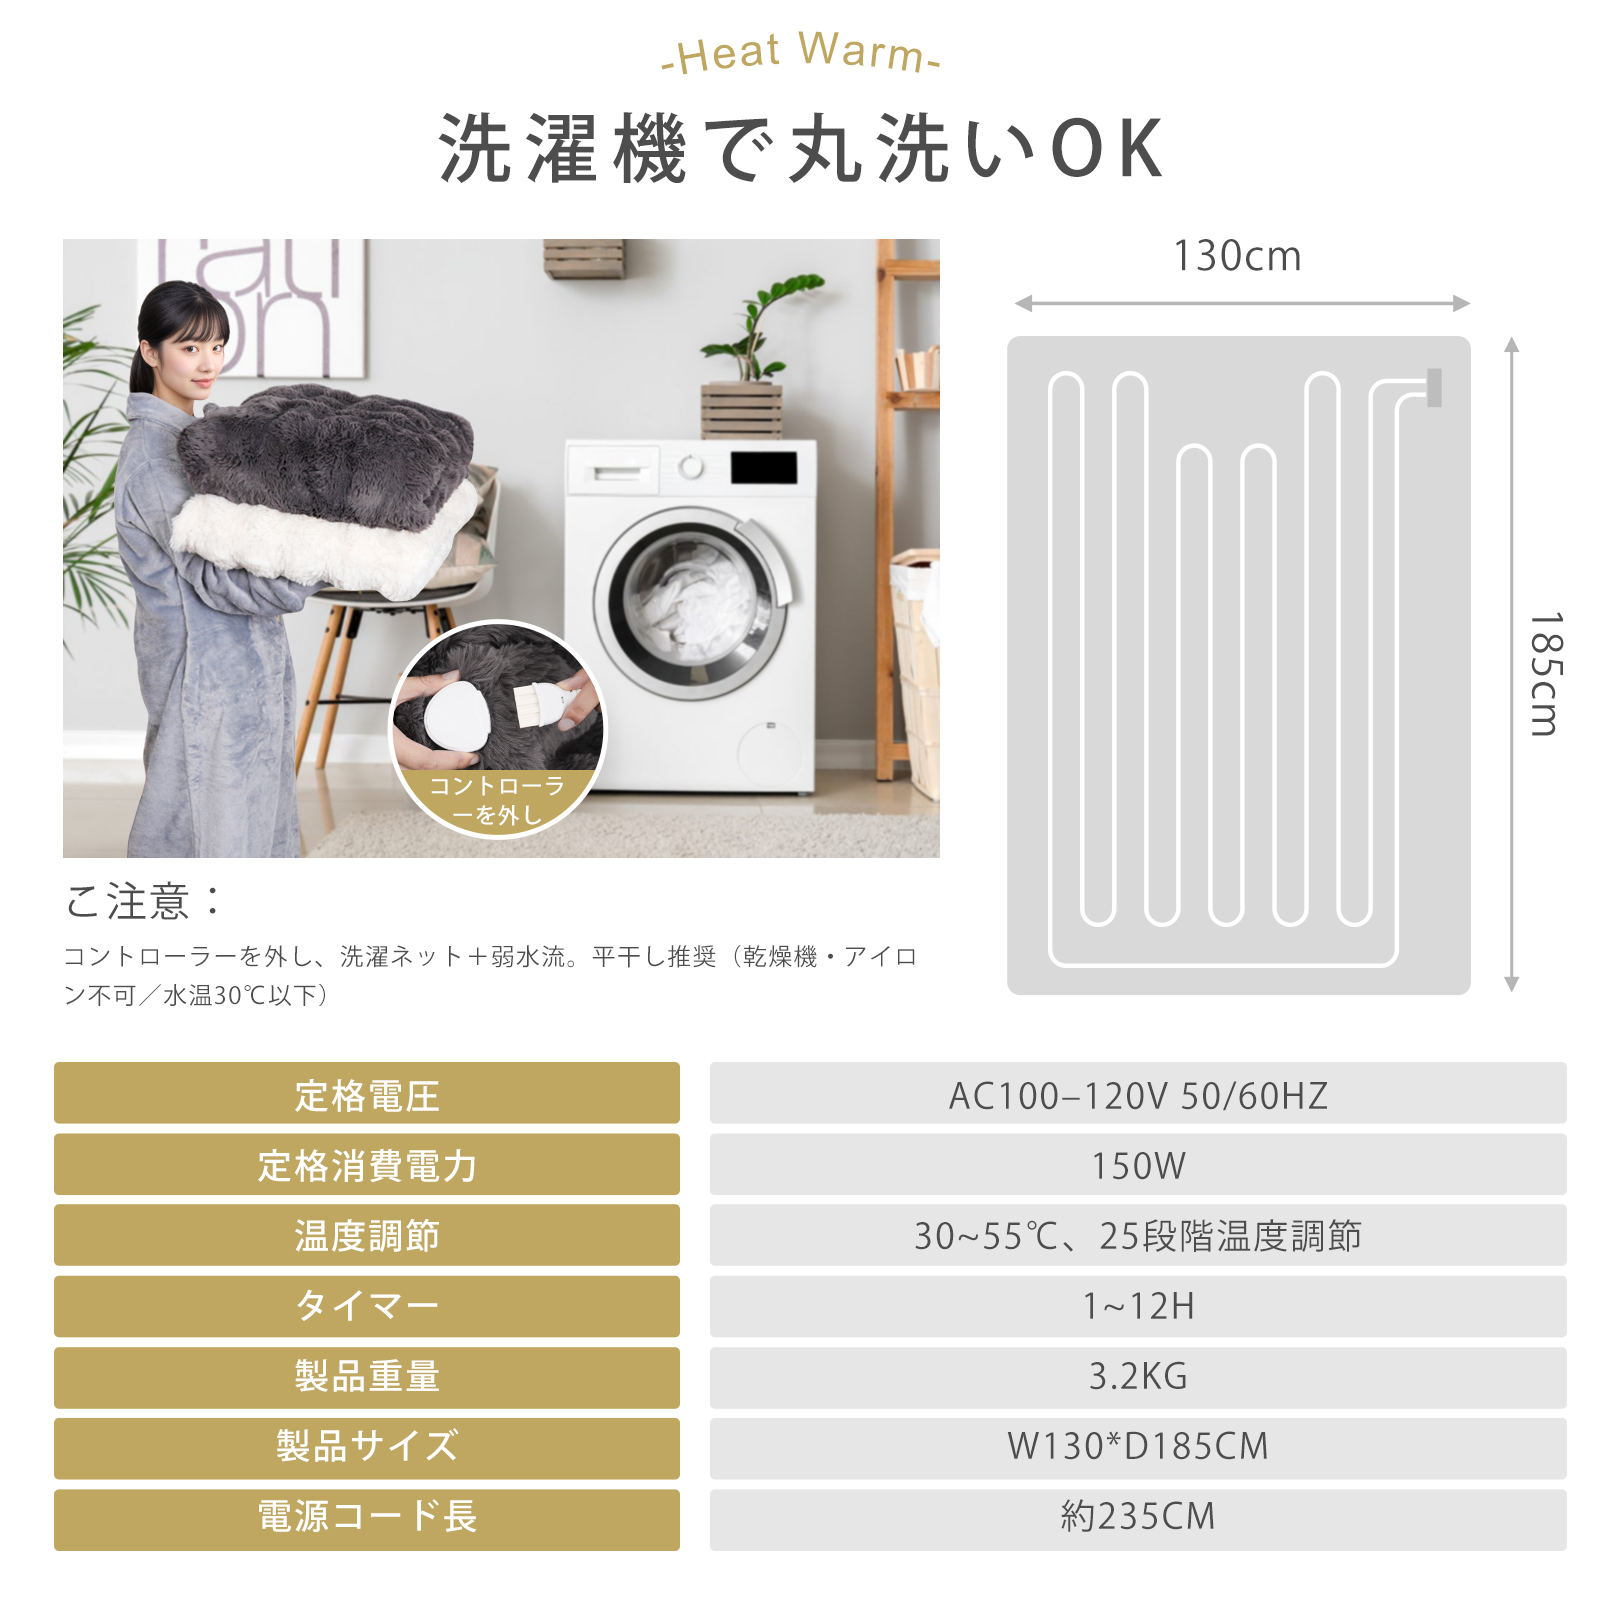 -Heat Warm-
洗濯機で丸洗いOK
130cm
185cm
コントローラ
ーを外し
こ注意：
コントローラーを外し、洗濯ネット＋弱水流。平干し推奨（乾燥機・アイロ
ン不可／水温30℃以下）
定格電圧 AC100–120V 50/60HZ
定格消費電力 150W
温度調節 30~55℃、25段階温度調節
タイマー 1~12H
製品重量 3.2KG
製品サイズ W130*D185CM
電源コード長 約235CM